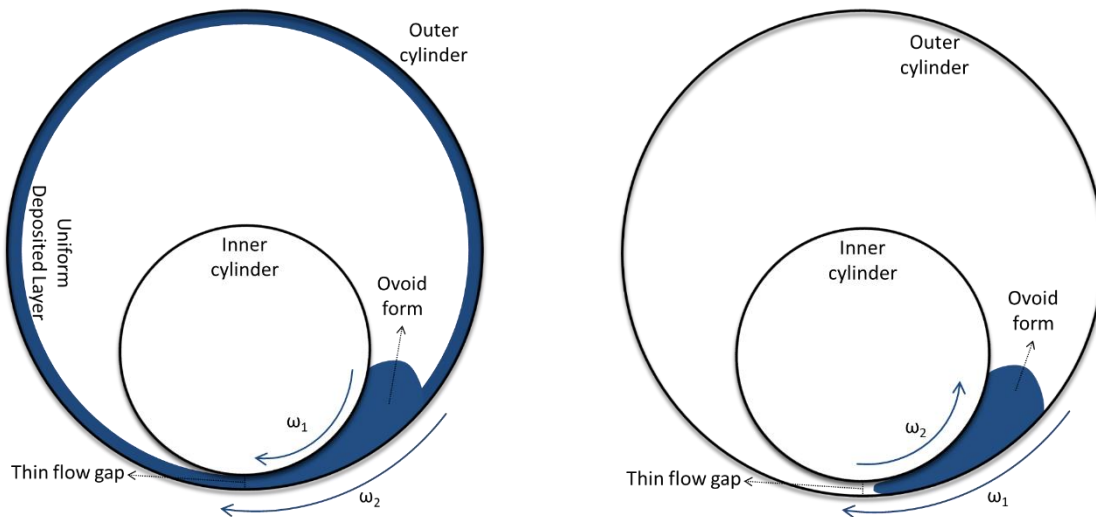 Outer
cylinder
Uniform
Deposited Layer
Inner
cylinder
Ovoid
form
ω₁
Thin flow gap
ω₂
Outer
cylinder
Inner
cylinder
Ovoid
form
ω₂
Thin flow gap
ω₁